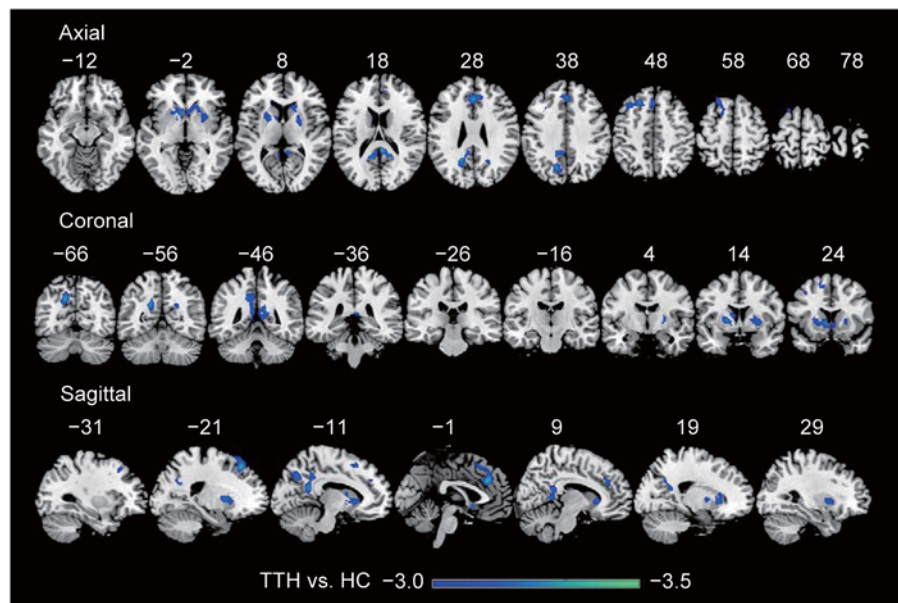 Axial
−12 −2 8 18 28 38 48 58 68 78
Coronal
−66 −56 −46 −36 −26 −16 4 14 24
Sagittal
−31 −21 −11 −1 9 19 29
TTH vs. HC −3.0 −3.5